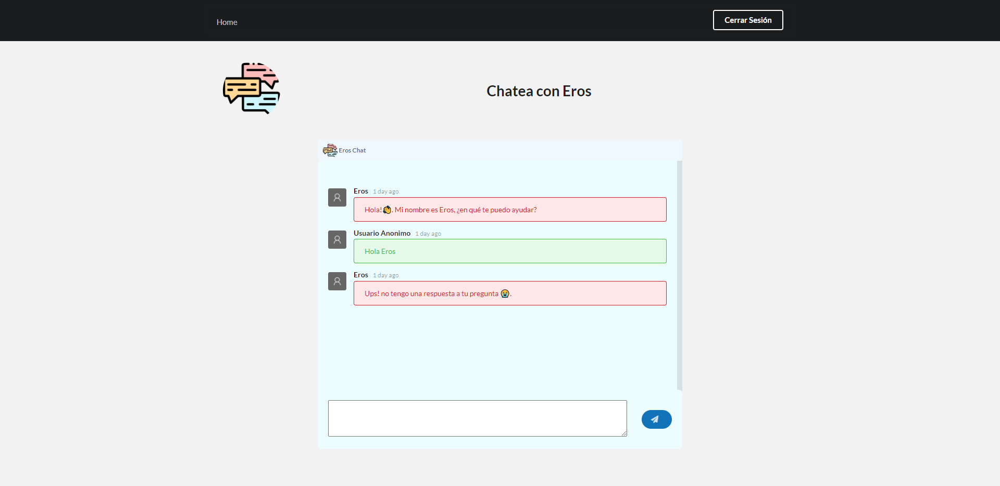 Home
Cerrar Sesión
Chatea con Eros
Eros Chat
Eros 1 day ago
Hola!👋. Mi nombre es Eros, ¿en qué te puedo ayudar?
Usuario Anonimo 1 day ago
Hola Eros
Eros 1 day ago
Ups! no tengo una respuesta a tu pregunta 😭.